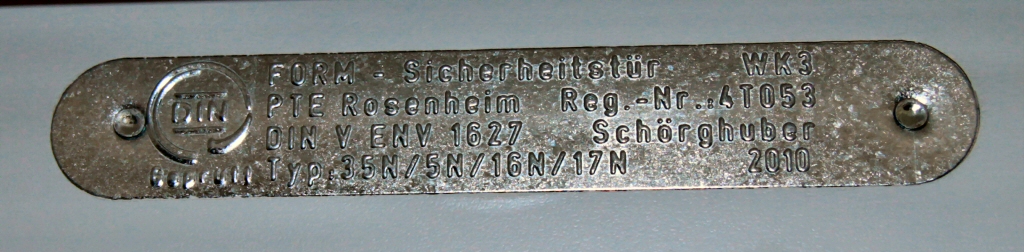 FORM - Sicherheitstür WK3
DIN
PTE Rosenheim Reg.-Nr.:4T053
DIN V ENV 1627 Schörghuber
Geprüft Typ:35N/5N/16N/17N 2010